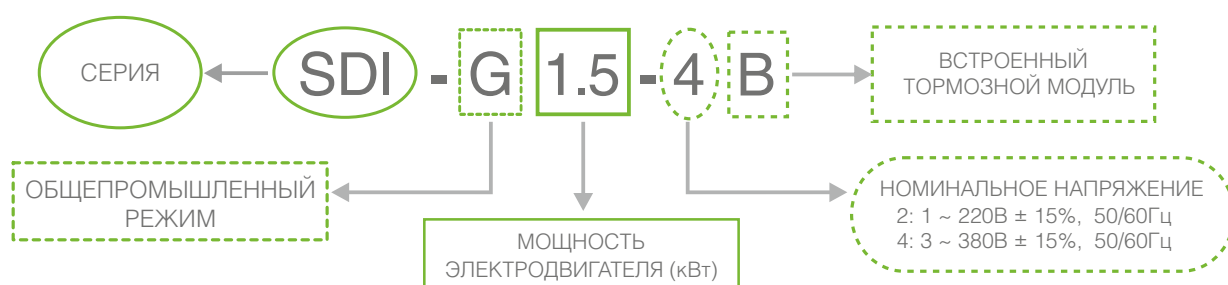 СЕРИЯ
SDI - G 1.5 - 4 B
ВСТРОЕННЫЙ
ТОРМОЗНОЙ МОДУЛЬ
ОБЩЕПРОМЫШЛЕННЫЙ
РЕЖИМ
МОЩНОСТЬ
ЭЛЕКТРОДВИГАТЕЛЯ (кВт)
НОМИНАЛЬНОЕ НАПРЯЖЕНИЕ
2: 1 ~ 220В ± 15%, 50/60Гц
4: 3 ~ 380В ± 15%, 50/60Гц